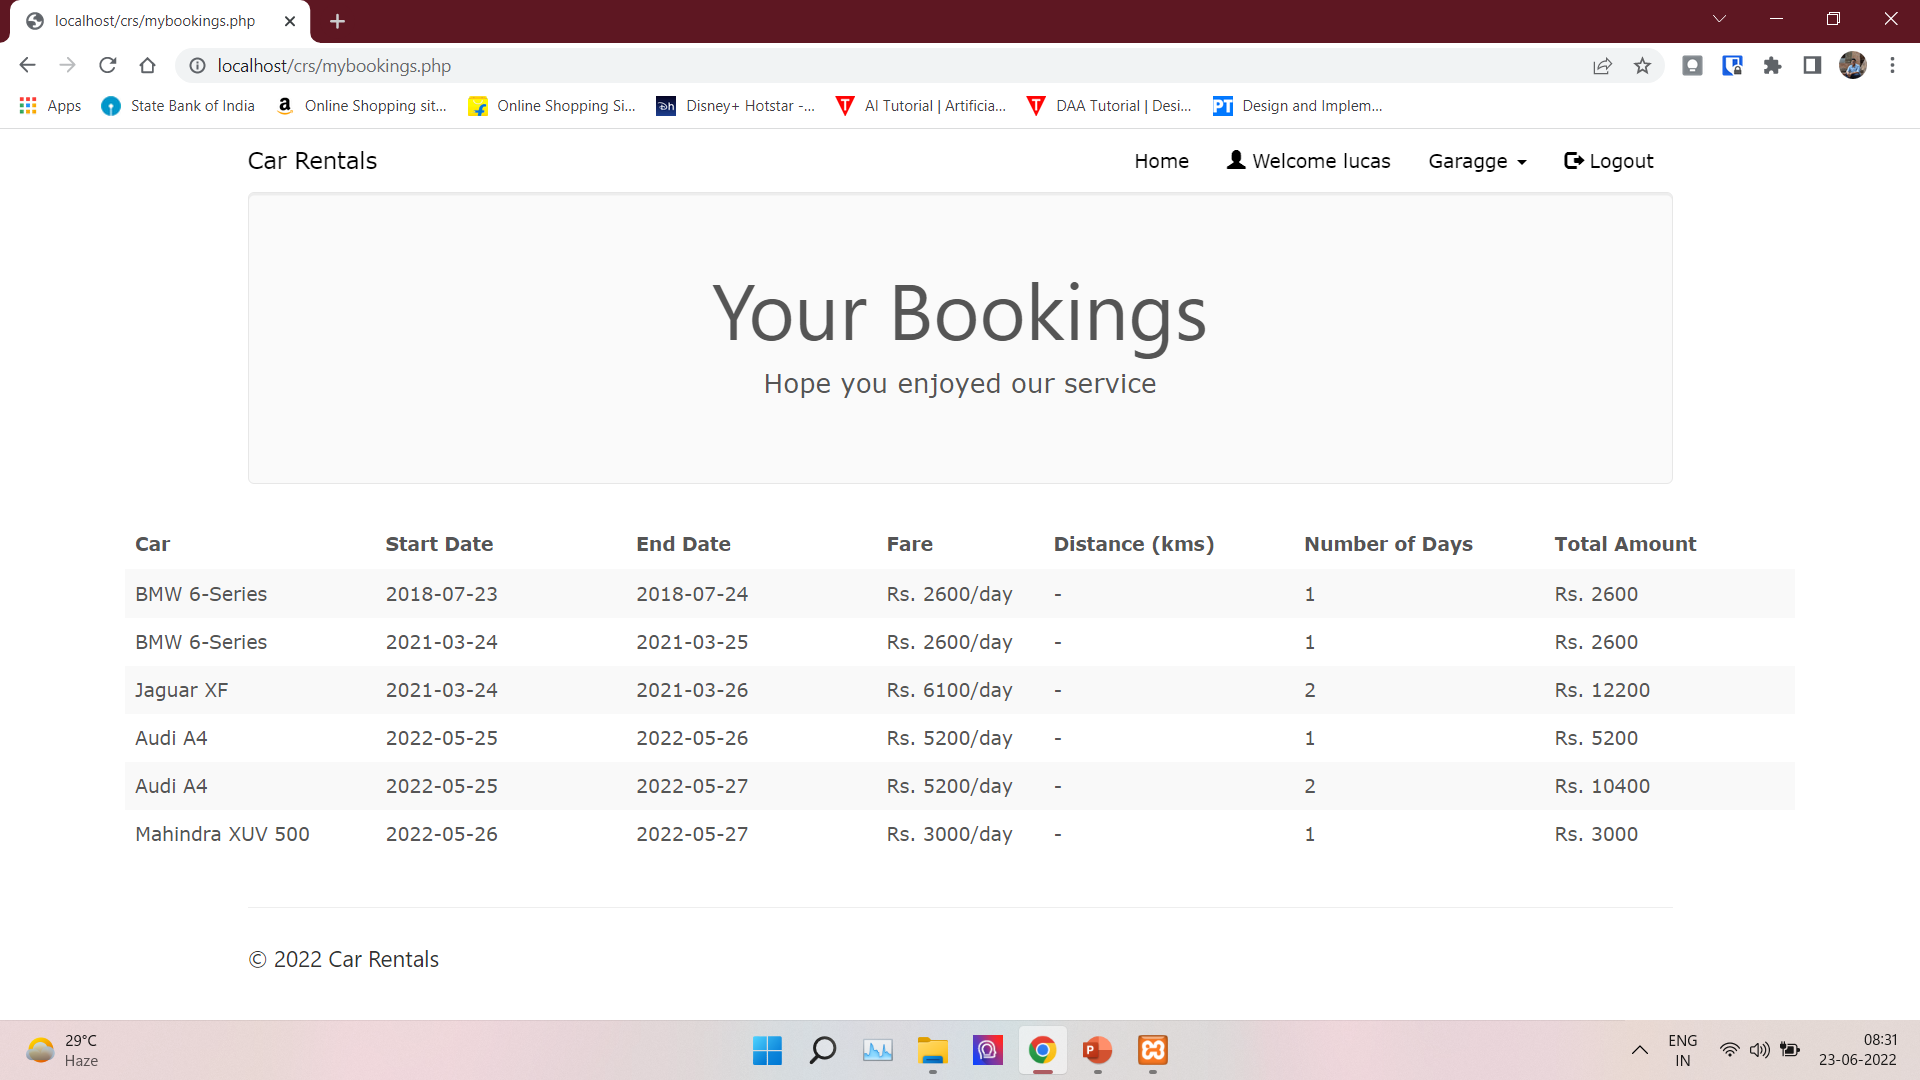 localhost/crs/mybookings.php
localhost/crs/mybookings.php
Apps State Bank of India Online Shopping sit... Online Shopping Si... Disney+ Hotstar -... AI Tutorial | Artificia... DAA Tutorial | Desi... Design and Implem...
Car Rentals Home Welcome lucas Garagge Logout
Your Bookings
Hope you enjoyed our service
Car Start Date End Date Fare Distance (kms) Number of Days Total Amount
BMW 6-Series 2018-07-23 2018-07-24 Rs. 2600/day - 1 Rs. 2600
BMW 6-Series 2021-03-24 2021-03-25 Rs. 2600/day - 1 Rs. 2600
Jaguar XF 2021-03-24 2021-03-26 Rs. 6100/day - 2 Rs. 12200
Audi A4 2022-05-25 2022-05-26 Rs. 5200/day - 1 Rs. 5200
Audi A4 2022-05-25 2022-05-27 Rs. 5200/day - 2 Rs. 10400
Mahindra XUV 500 2022-05-26 2022-05-27 Rs. 3000/day - 1 Rs. 3000
© 2022 Car Rentals
29°C
Haze
ENG
IN
08:31
23-06-2022